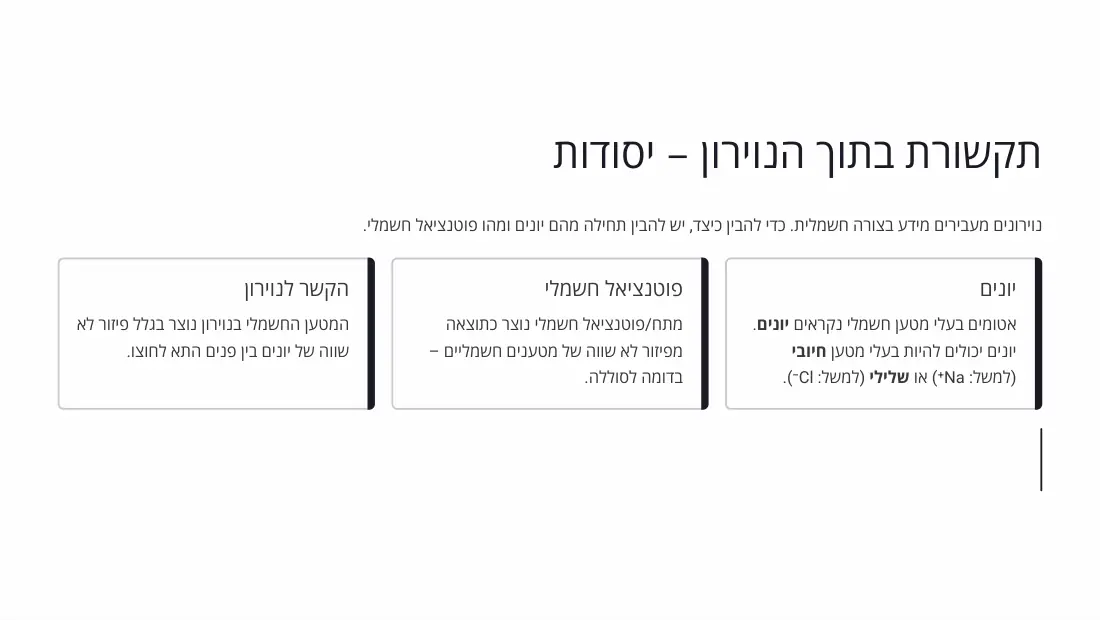 תקשורת בתוך הנוירון – יסודות
נוירונים מעבירים מידע בצורה חשמלית. כדי להבין כיצד, יש להבין תחילה מהם יונים ומהו פוטנציאל חשמלי.
יונים
אטומים בעלי מטען חשמלי נקראים יונים.
יונים יכולים להיות בעלי מטען חיובי
(למשל: Na⁺) או שלילי (למשל: Cl⁻).
פוטנציאל חשמלי
מתח/פוטנציאל חשמלי נוצר כתוצאה
מפיזור לא שווה של מטענים חשמליים –
בדומה לסוללה.
הקשר לנוירון
המטען החשמלי בנוירון נוצר בגלל פיזור לא
שווה של יונים בין פנים התא לחוצו.